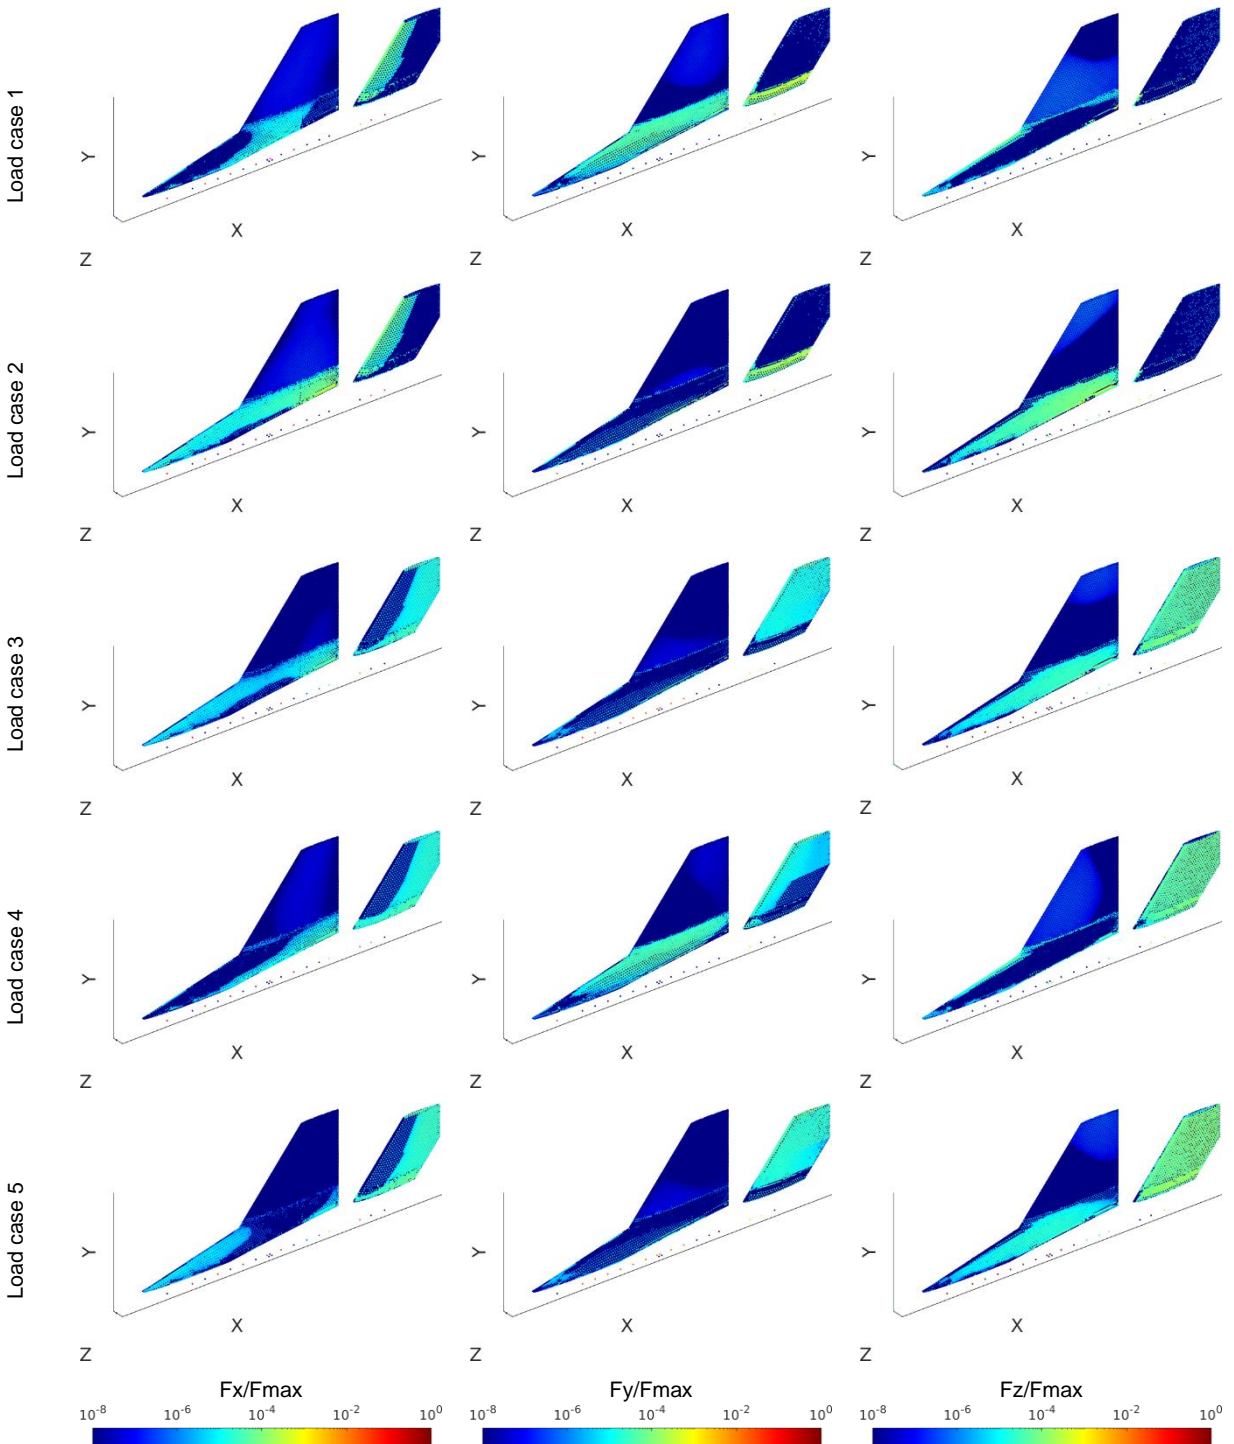 Load case 1
Y
X
Z
Y
X
Z
Y
X
Z
Load case 2
Y
X
Z
Y
X
Z
Y
X
Z
Load case 3
Y
X
Z
Y
X
Z
Y
X
Z
Load case 4
Y
X
Z
Y
X
Z
Y
X
Z
Load case 5
Y
X
Z
Y
X
Z
Y
X
Z
Fx/Fmax
10^-8 10^-6 10^-4 10^-2 10^0
Fy/Fmax
10^-8 10^-6 10^-4 10^-2 10^0
Fz/Fmax
10^-8 10^-6 10^-4 10^-2 10^0